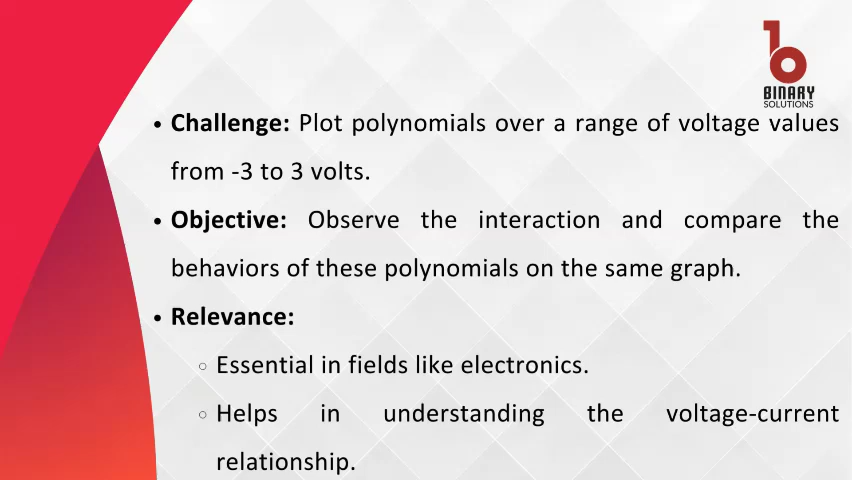 BINARY
SOLUTIONS
• Challenge: Plot polynomials over a range of voltage values
from -3 to 3 volts.
• Objective: Observe the interaction and compare the
behaviors of these polynomials on the same graph.
• Relevance:
○ Essential in fields like electronics.
○ Helps in understanding the voltage-current
relationship.